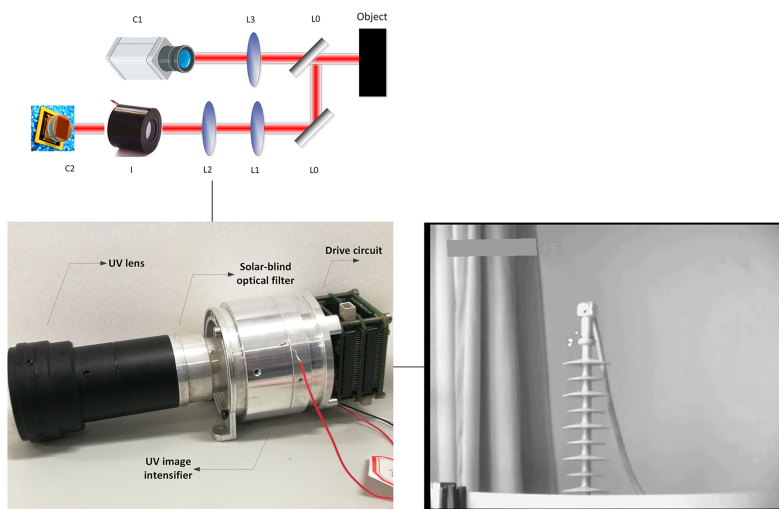 C1
L3
L0
Object
C2
I
L2
L1
L0
UV lens
Solar-blind
optical filter
Drive circuit
UV image
intensifier